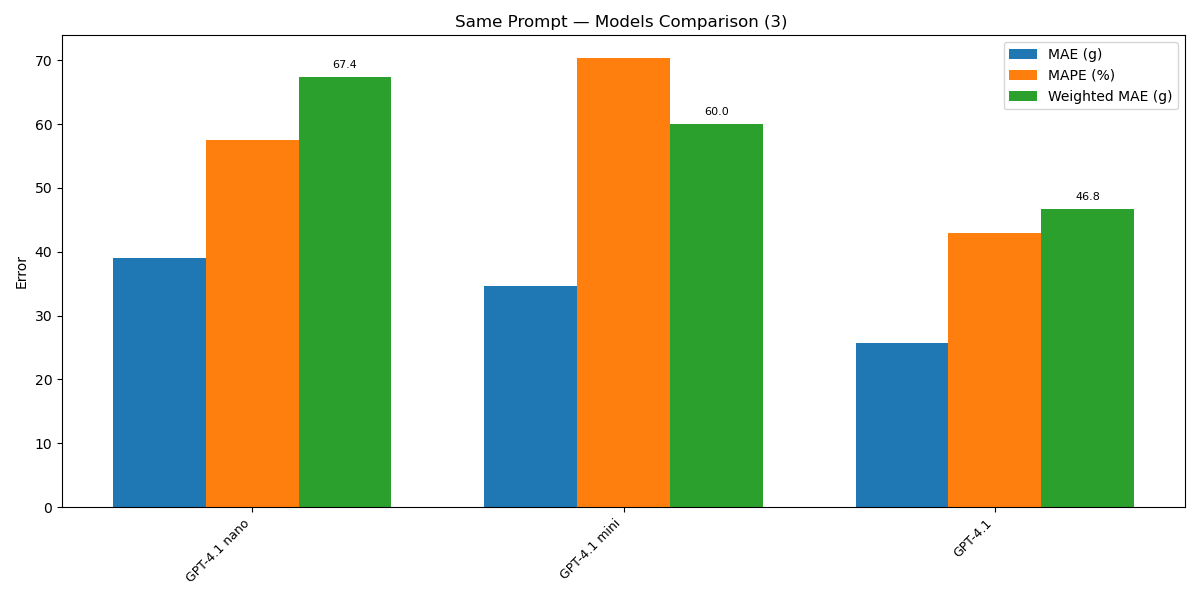 Same Prompt — Models Comparison (3)
MAE (g)
MAPE (%)
Weighted MAE (g)
Error
70
60
50
40
30
20
10
0
67.4
60.0
46.8
GPT-4.1 nano
GPT-4.1 mini
GPT-4.1